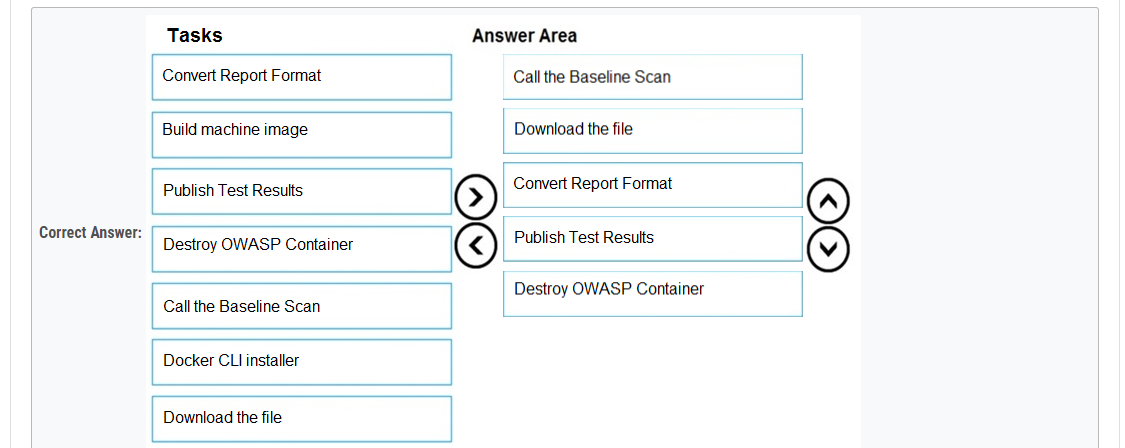 Tasks
Answer Area
Convert Report Format
Build machine image
Publish Test Results
Destroy OWASP Container
Call the Baseline Scan
Docker CLI installer
Download the file
Call the Baseline Scan
Download the file
Convert Report Format
Publish Test Results
Destroy OWASP Container
Correct Answer: